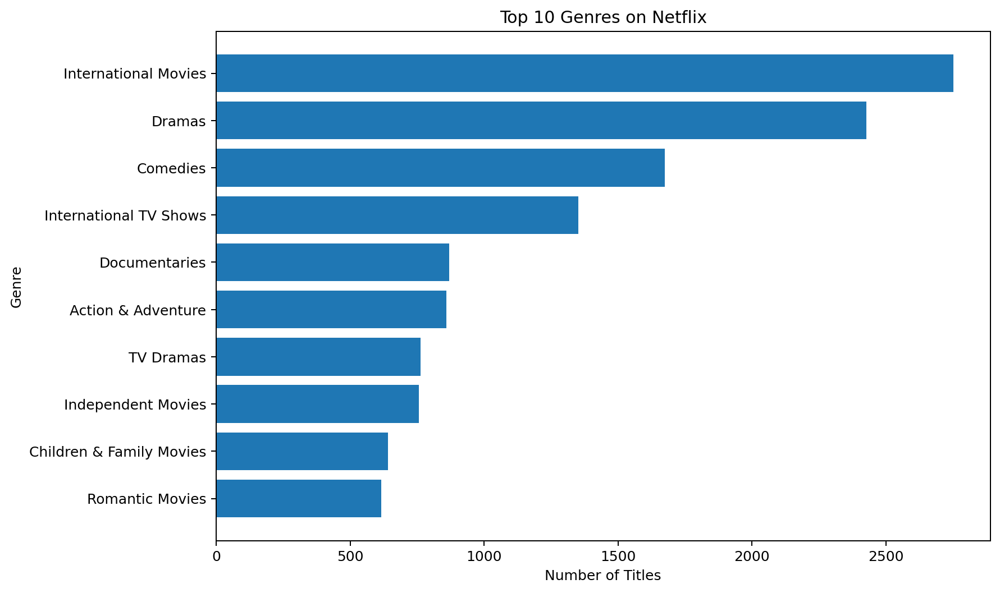 Top 10 Genres on Netflix
Genre
International Movies
Dramas
Comedies
International TV Shows
Documentaries
Action & Adventure
TV Dramas
Independent Movies
Children & Family Movies
Romantic Movies
0 500 1000 1500 2000 2500
Number of Titles